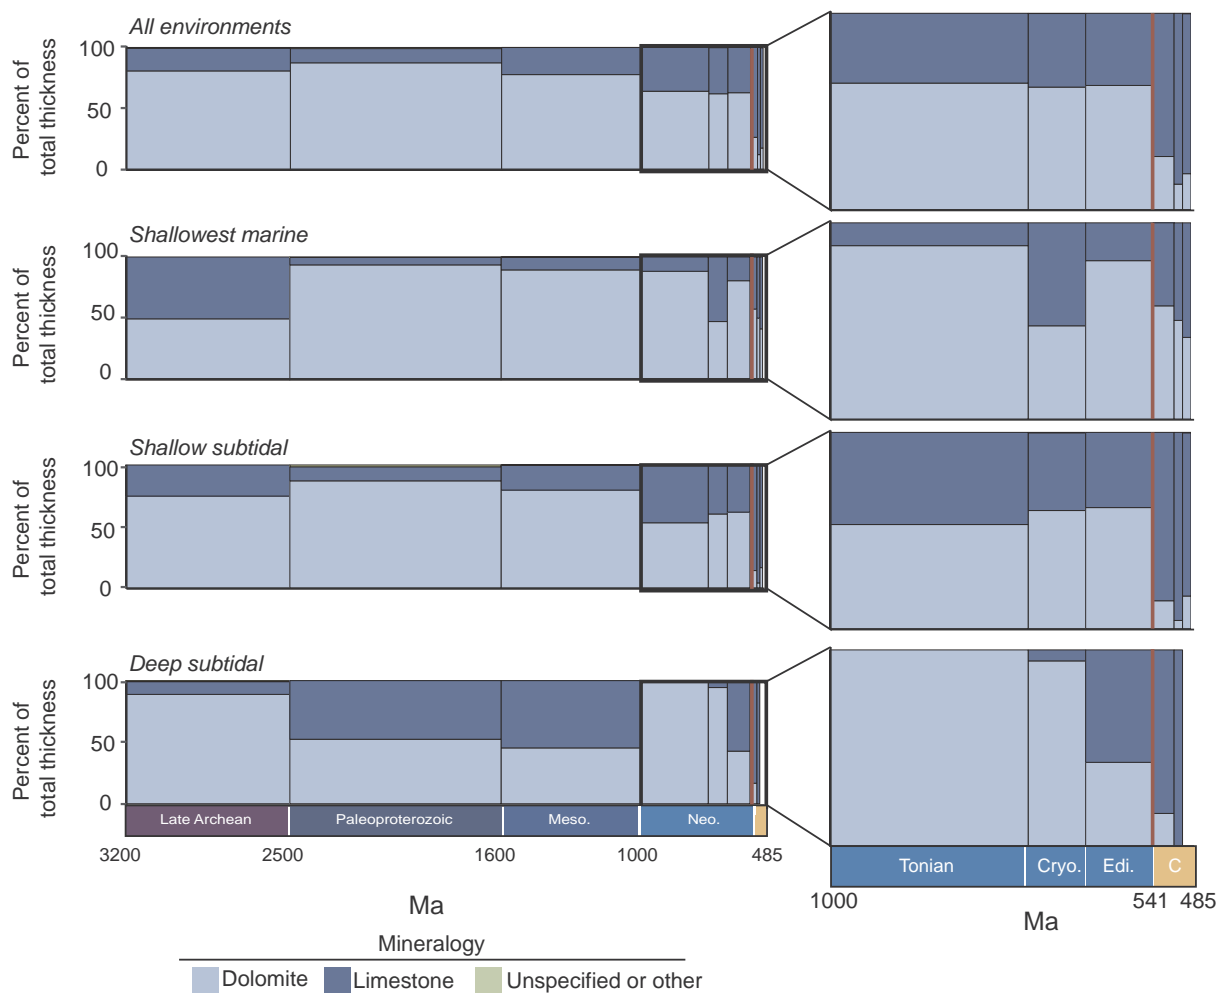 All environments
Percent of
total thickness
100
50
0
Shallowest marine
Percent of
total thickness
100
50
0
Shallow subtidal
Percent of
total thickness
100
50
0
Deep subtidal
Percent of
total thickness
100
50
0
Late Archean Paleoproterozoic Meso. Neo.
3200 2500 1600 1000 485
Ma
Tonian Cryo. Edi. C
1000 541 485
Ma
Mineralogy
Dolomite Limestone Unspecified or other